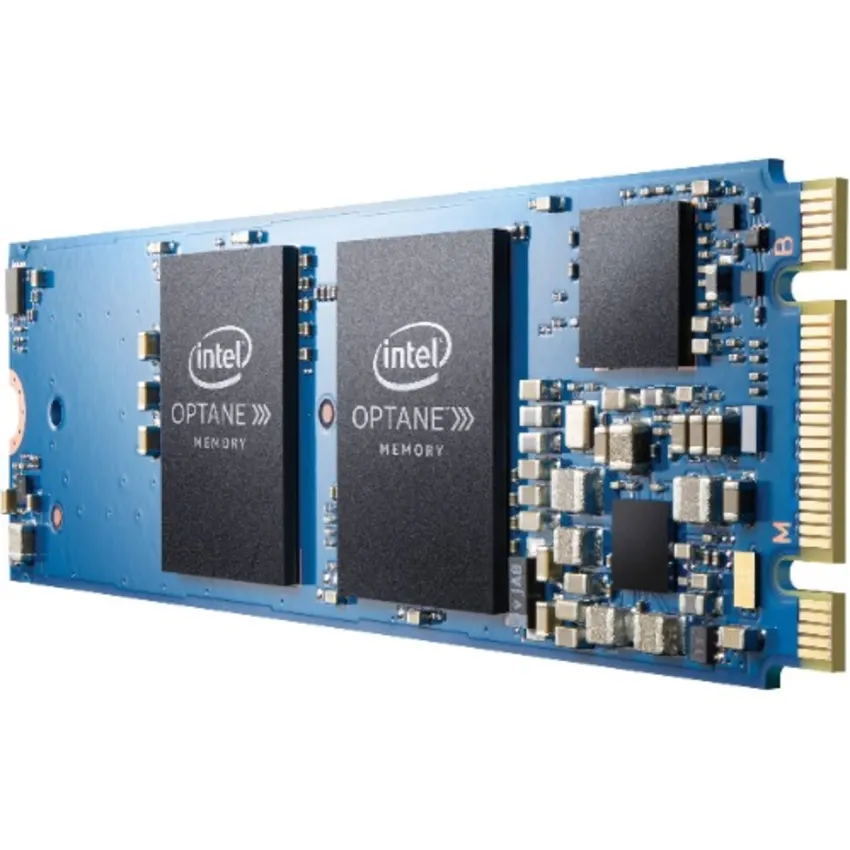 intel
OPTANE
MEMORY
intel
OPTANE
MEMORY
B
M